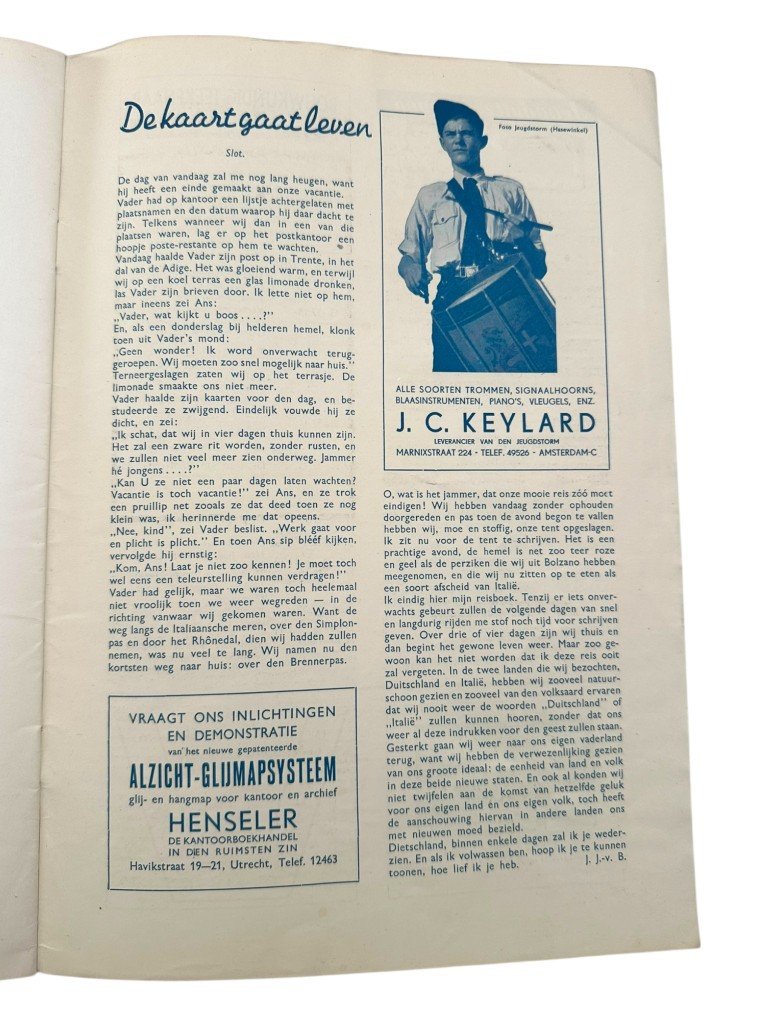 De kaart gaat leven
Slot.
De dag van vandaag zal me nog lang heugen, want
hij heeft een einde gemaakt aan onze vacantie.
Vader had op kantoor een lijstje achtergelaten met
plaatsnamen en den datum waarop hij daar dacht te
zijn. Telkens wanneer wij dan in een van die
plaatsen waren, lag er op het postkantoor een
hoopje poste-restante op hem te wachten.
Vandaag haalde Vader zijn post op in Trente, in het
dal van de Adige. Het was gloeiend warm, en terwijl
wij op een koel terras een glas limonade dronken,
las Vader zijn brieven door. Ik lette niet op hem,
maar ineens zei Ans:
„Vader, wat kijkt u boos . . . .?"
En, als een donderslag bij helderen hemel, klonk
toen uit Vader's mond:
„Geen wonder! Ik word onverwacht terug-
geroepen. Wij moeten zoo snel mogelijk naar huis."
Terneergeslagen zaten wij op het terrasje. De
limonade smaakte ons niet meer.
Vader haalde zijn kaarten voor den dag, en be-
studeerde ze zwijgend. Eindelijk vouwde hij ze
dicht, en zei:
„Ik schat, dat wij in vier dagen thuis kunnen zijn.
Het zal een zware rit worden, zonder rusten, en
we zullen niet veel meer zien onderweg. Jammer
hé jongens . . . .?"
„Kan U ze niet een paar dagen laten wachten?
Vacantie is toch vacantie!" zei Ans, en ze trok
een pruillip net zooals ze dat deed toen ze nog
klein was, ik herinnerde me dat opeens.
„Nee, kind", zei Vader beslist. „Werk gaat voor
en plicht is plicht." En toen Ans sip blééf kijken,
vervolgde hij ernstig:
„Kom, Ans! Laat je niet zoo kennen! Je moet toch
wel eens een teleurstelling kunnen verdragen!"
Vader had gelijk, maar we waren toch heelemaal
niet vroolijk toen we weer wegreden — in de
richting vanwaar wij gekomen waren. Want de
weg langs de Italiaansche meren, over den Simplon-
pas en door het Rhônedal, dien wij hadden zullen
nemen, was nu veel te lang. Wij namen nu den
kortsten weg naar huis: over den Brennerpas.
VRAAGT ONS INLICHTINGEN
EN DEMONSTRATIE
van het nieuwe gepatenteerde
ALZICHT-GLIJMAPSYSTEEM
glij- en hangmap voor kantoor en archief
HENSELER
DE KANTOORBOEKHANDEL
IN DEN RUIMSTEN ZIN
Havikstraat 19—21, Utrecht, Telef. 12463
Foto Jeugdstorm (Hasewinkel)
ALLE SOORTEN TROMMEN, SIGNAALHOORNS,
BLAASINSTRUMENTEN, PIANO'S, VLEUGELS, ENZ.
J. C. KEYLARD
LEVERANCIER VAN DEN JEUGDSTORM
MARNIXSTRAAT 224 - TELEF. 49526 - AMSTERDAM-C
O, wat is het jammer, dat onze mooie reis zóó moet
eindigen! Wij hebben vandaag zonder ophouden
doorgereden en pas toen de avond begon te vallen
hebben wij, moe en stoffig, onze tent opgeslagen.
Ik zit nu voor de tent te schrijven. Het is een
prachtige avond, de hemel is net zoo teer roze
en geel als de perziken die wij uit Bolzano hebben
meegenomen, en die wij nu zitten op te eten als
een soort afscheid van Italië.
Ik eindig hier mijn reisboek. Tenzij er iets onver-
wachts gebeurt zullen de volgende dagen van snel
en langdurig rijden me stof noch tijd voor schrijven
geven. Over drie of vier dagen zijn wij thuis en
dan begint het gewone leven weer. Maar zoo ge-
woon kan het niet worden dat ik deze reis ooit
zal vergeten. In de twee landen die wij bezochten,
Duitschland en Italië, hebben wij zooveel natuur-
schoon gezien en zooveel van den volksaard ervaren
dat wij nooit weer de woorden „Duitschland" of
„Italië" zullen kunnen hooren, zonder dat ons
weer al deze indrukken voor den geest zullen staan.
Gesterkt gaan wij weer naar ons eigen vaderland
terug, want wij hebben de verwezenlijking gezien
van ons groote ideaal: de eenheid van land en volk
in deze beide nieuwe staten. En ook al konden wij
niet twijfelen aan de komst van hetzelfde geluk
voor ons eigen land en ons eigen volk, toch heeft
de aanschouwing hiervan in andere landen ons
met nieuwen moed bezield.
Dietschland, binnen enkele dagen zal ik je weder-
zien. En als ik volwassen ben, hoop ik je te kunnen
toonen, hoe lief ik je heb. J. J.-v. B.